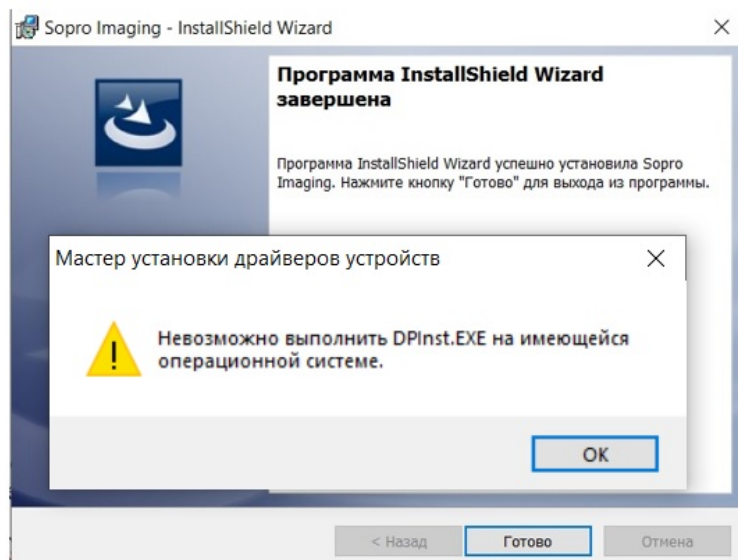 Sopro Imaging - InstallShield Wizard
Программа InstallShield Wizard
завершена
Программа InstallShield Wizard успешно установила Sopro
Imaging. Нажмите кнопку "Готово" для выхода из программы.
Мастер установки драйверов устройств
Невозможно выполнить DPInst.EXE на имеющейся
операционной системе.
ОК
< Назад
Готово
Отмена